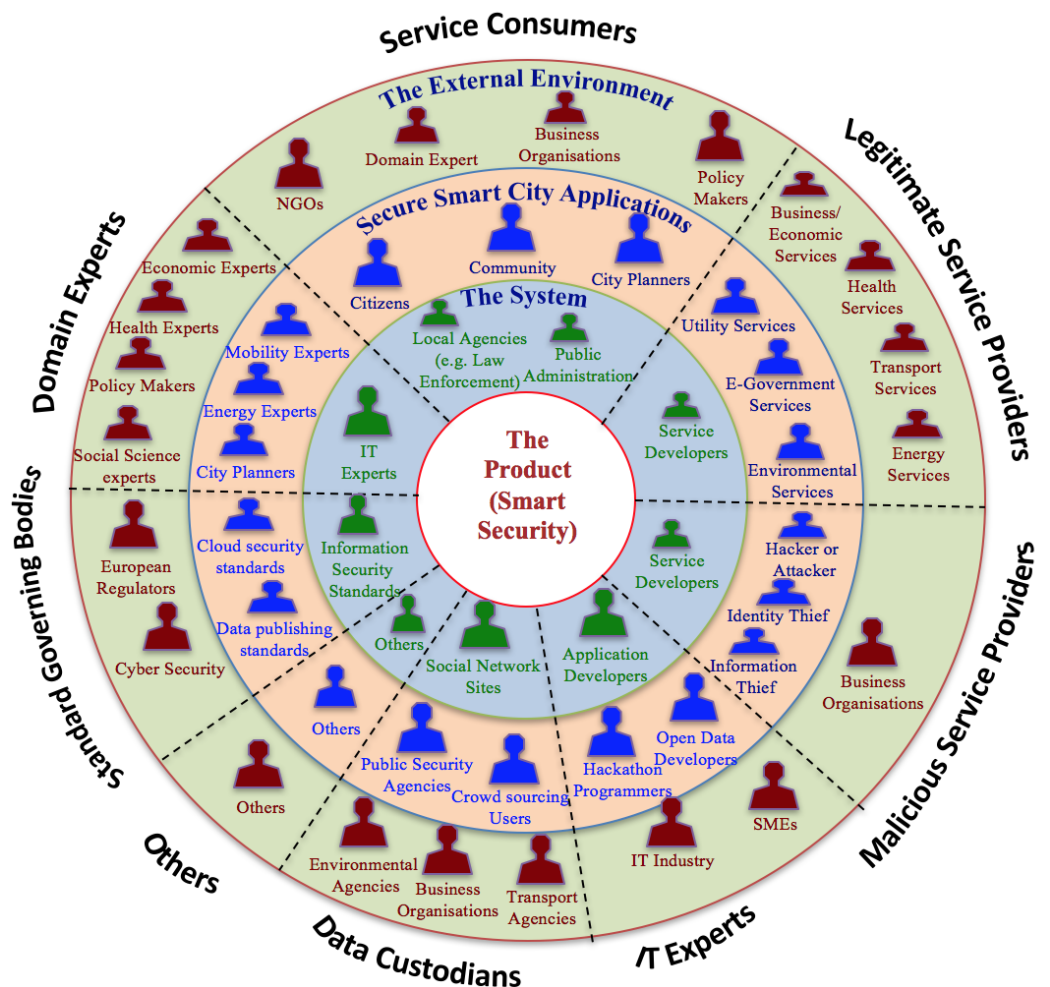 Service Consumers
The External Environment
NGOs
Domain Expert
Business
Organisations
Policy
Makers
Secure Smart City Applications
Citizens
Community
City Planners
The System
Local Agencies
(e.g. Law
Enforcement)
Public
Administration
Legitimate Service Providers
Business/
Economic
Services
Health
Services
Transport
Services
Energy
Services
Utility Services
E-Government
Services
Environmental
Services
Service
Developers
Malicious Service Providers
Business
Organisations
Hacker or
Attacker
Identity Thief
Information
Thief
Service
Developers
IT Experts
SMEs
IT Industry
Open Data
Developers
Hackathon
Programmers
Application
Developers
Data Custodians
Environmental
Agencies
Business
Organisations
Transport
Agencies
Public Security
Agencies
Crowd sourcing
Users
Social Network
Sites
Others
Others
Others
Others
Standard Governing Bodies
European
Regulators
Cyber Security
Cloud security
standards
Data publishing
standards
Information
Security
Standards
Domain Experts
Economic Experts
Health Experts
Policy Makers
Social Science
experts
Mobility Experts
Energy Experts
City Planners
IT
Experts
The
Product
(Smart
Security)